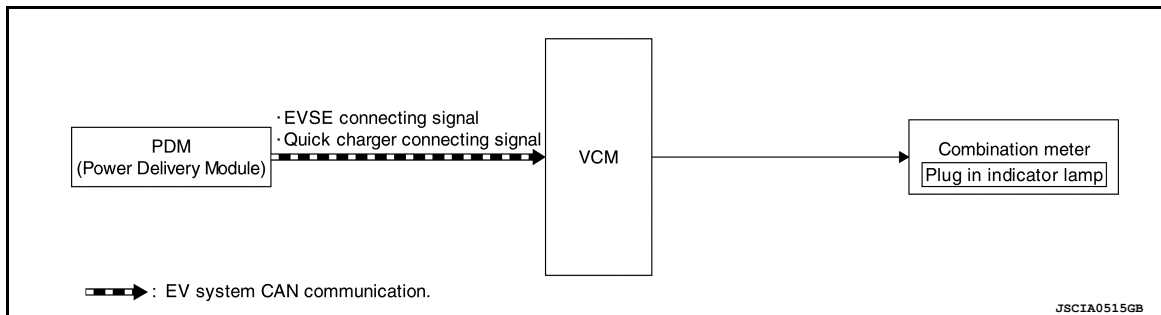 · EVSE connecting signal
· Quick charger connecting signal
PDM
(Power Delivery Module)
VCM
Combination meter
Plug in indicator lamp
: EV system CAN communication.
JSCIA0515GB